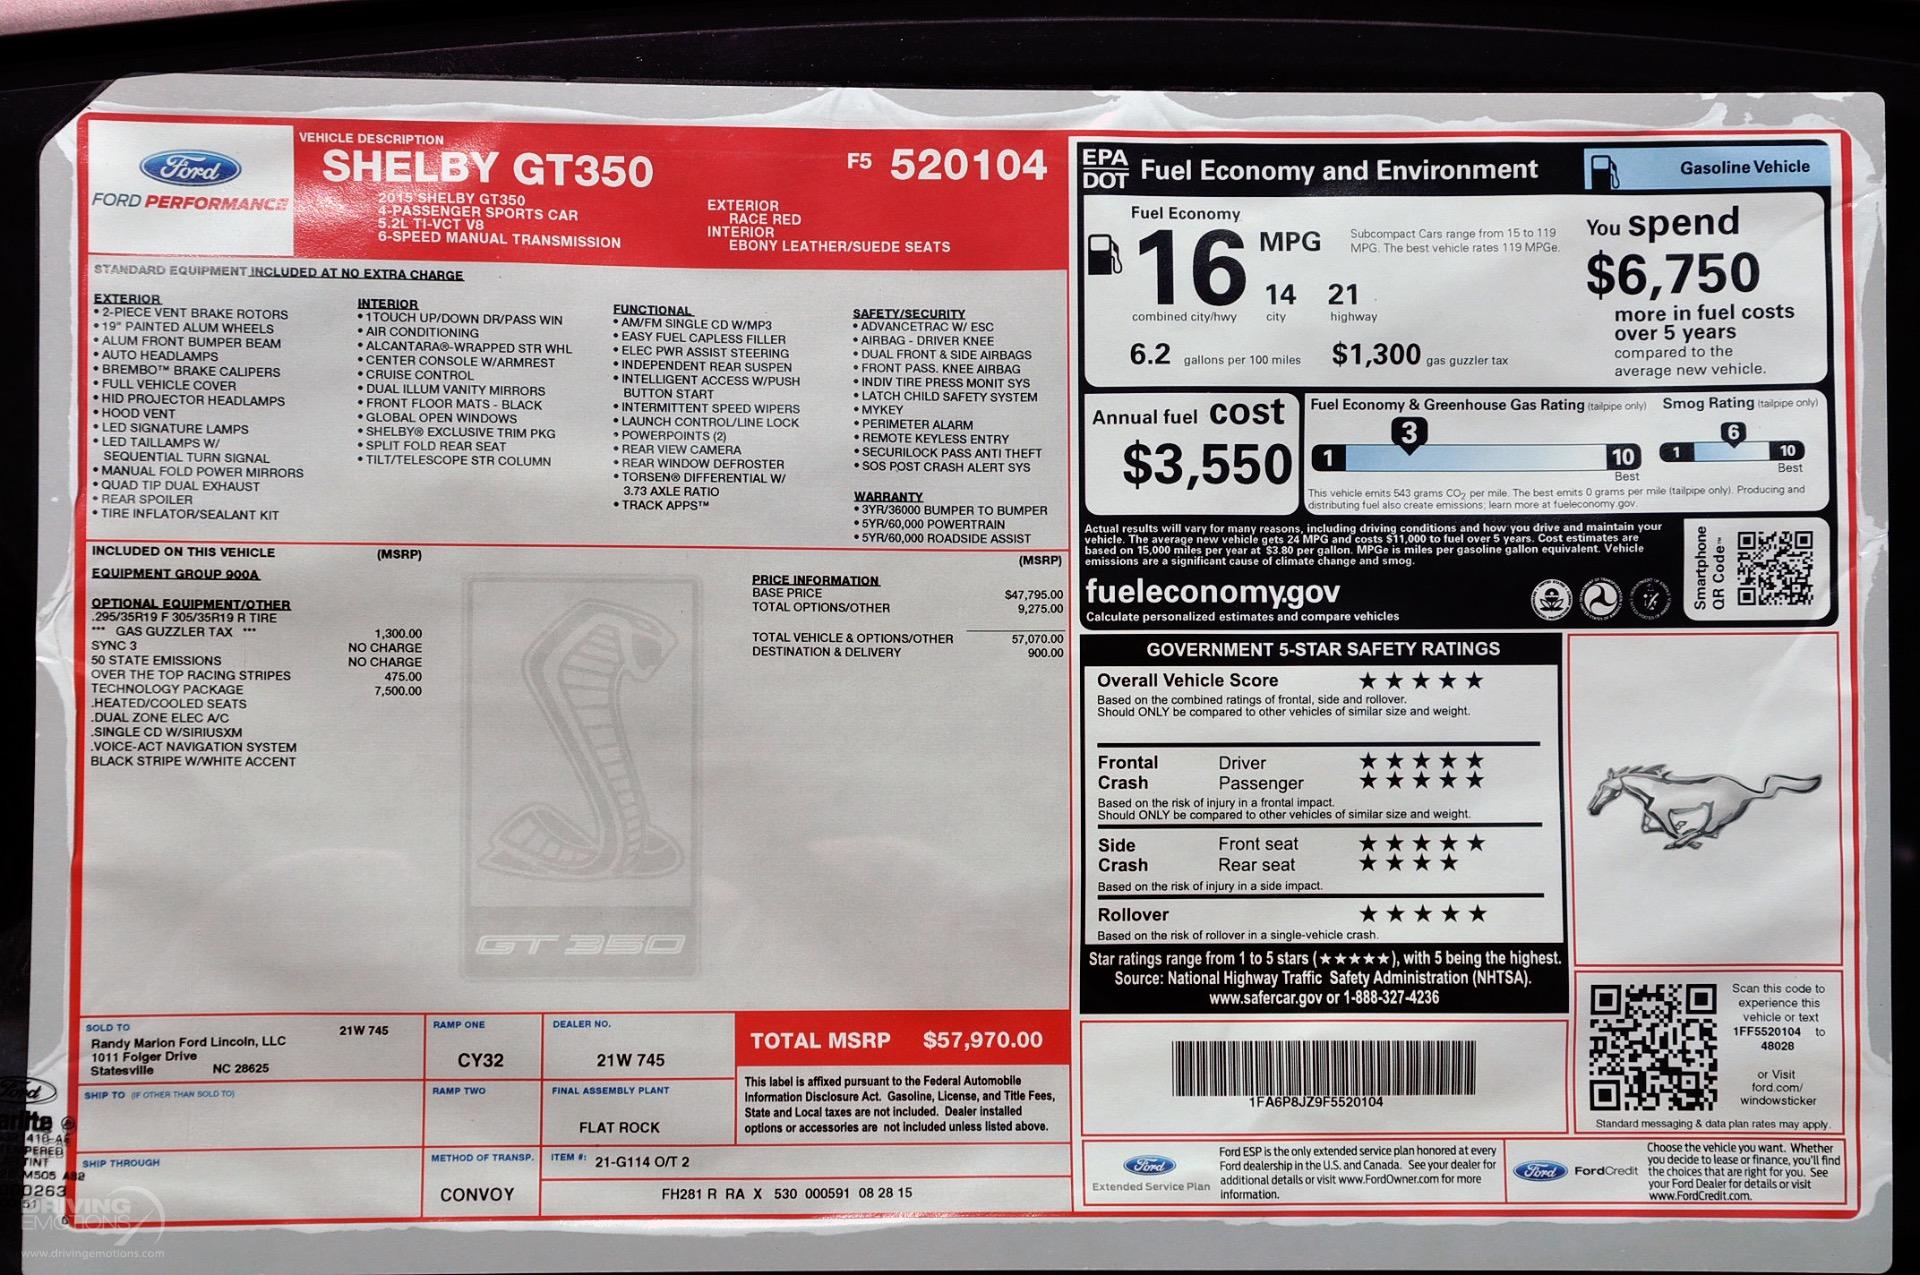 Ford
FORD PERFORMANCE
VEHICLE DESCRIPTION
SHELBY GT350
2015 SHELBY GT350
4-PASSENGER SPORTS CAR
5.2L TI-VCT V8
6-SPEED MANUAL TRANSMISSION
F5 520104
EXTERIOR
RACE RED
INTERIOR
EBONY LEATHER/SUEDE SEATS
STANDARD EQUIPMENT INCLUDED AT NO EXTRA CHARGE
EXTERIOR
• 2-PIECE VENT BRAKE ROTORS
• 19" PAINTED ALUM WHEELS
• ALUM FRONT BUMPER BEAM
• AUTO HEADLAMPS
• BREMBO™ BRAKE CALIPERS
• FULL VEHICLE COVER
• HID PROJECTOR HEADLAMPS
• HOOD VENT
• LED SIGNATURE LAMPS
• LED TAILLAMPS W/
SEQUENTIAL TURN SIGNAL
• MANUAL FOLD POWER MIRRORS
• QUAD TIP DUAL EXHAUST
• REAR SPOILER
• TIRE INFLATOR/SEALANT KIT
INTERIOR
• 1TOUCH UP/DOWN DR/PASS WIN
• AIR CONDITIONING
• ALCANTARA®-WRAPPED STR WHL
• CENTER CONSOLE W/ARMREST
• CRUISE CONTROL
• DUAL ILLUM VANITY MIRRORS
• FRONT FLOOR MATS - BLACK
• GLOBAL OPEN WINDOWS
• SHELBY® EXCLUSIVE TRIM PKG
• SPLIT FOLD REAR SEAT
• TILT/TELESCOPE STR COLUMN
FUNCTIONAL
• AM/FM SINGLE CD W/MP3
• EASY FUEL CAPLESS FILLER
• ELEC PWR ASSIST STEERING
• INDEPENDENT REAR SUSPEN
• INTELLIGENT ACCESS W/PUSH
BUTTON START
• INTERMITTENT SPEED WIPERS
• LAUNCH CONTROL/LINE LOCK
• POWERPOINTS (2)
• REAR VIEW CAMERA
• REAR WINDOW DEFROSTER
• TORSEN® DIFFERENTIAL W/
3.73 AXLE RATIO
• TRACK APPS™
SAFETY/SECURITY
• ADVANCETRAC W/ ESC
• AIRBAG - DRIVER KNEE
• DUAL FRONT & SIDE AIRBAGS
• FRONT PASS. KNEE AIRBAG
• INDIV TIRE PRESS MONIT SYS
• LATCH CHILD SAFETY SYSTEM
• MYKEY
• PERIMETER ALARM
• REMOTE KEYLESS ENTRY
• SECURILOCK PASS ANTI THEFT
• SOS POST CRASH ALERT SYS
WARRANTY
• 3YR/36000 BUMPER TO BUMPER
• 5YR/60,000 POWERTRAIN
• 5YR/60,000 ROADSIDE ASSIST
INCLUDED ON THIS VEHICLE (MSRP)
EQUIPMENT GROUP 900A
OPTIONAL EQUIPMENT/OTHER
.295/35R19 F 305/35R19 R TIRE
*** GAS GUZZLER TAX *** 1,300.00
SYNC 3 NO CHARGE
50 STATE EMISSIONS NO CHARGE
OVER THE TOP RACING STRIPES 475.00
TECHNOLOGY PACKAGE 7,500.00
.HEATED/COOLED SEATS
.DUAL ZONE ELEC A/C
.SINGLE CD W/SIRIUSXM
.VOICE-ACT NAVIGATION SYSTEM
BLACK STRIPE W/WHITE ACCENT
(MSRP)
PRICE INFORMATION
BASE PRICE $47,795.00
TOTAL OPTIONS/OTHER 9,275.00
TOTAL VEHICLE & OPTIONS/OTHER 57,070.00
DESTINATION & DELIVERY 900.00
GT350
SOLD TO 21W 745
Randy Marion Ford Lincoln, LLC
1011 Folger Drive
Statesville NC 28625
SHIP TO (IF OTHER THAN SOLD TO)
SHIP THROUGH
RAMP ONE
CY32
RAMP TWO
METHOD OF TRANSP.
CONVOY
DEALER NO.
21W 745
FINAL ASSEMBLY PLANT
FLAT ROCK
ITEM #: 21-G114 O/T 2
FH281 R RA X 530 000591 08 28 15
TOTAL MSRP $57,970.00
This label is affixed pursuant to the Federal Automobile
Information Disclosure Act. Gasoline, License, and Title Fees,
State and Local taxes are not included. Dealer installed
options or accessories are not included unless listed above.
EPA
DOT
Fuel Economy and Environment
Gasoline Vehicle
Fuel Economy
16 MPG
combined city/hwy
14 city
21 highway
Subcompact Cars range from 15 to 119
MPG. The best vehicle rates 119 MPGe.
6.2 gallons per 100 miles
$1,300 gas guzzler tax
You spend
$6,750
more in fuel costs
over 5 years
compared to the
average new vehicle.
Annual fuel cost
$3,550
Fuel Economy & Greenhouse Gas Rating (tailpipe only)
3
1 10
Best
Smog Rating (tailpipe only)
6
1 10
Best
This vehicle emits 543 grams CO2 per mile. The best emits 0 grams per mile (tailpipe only). Producing and
distributing fuel also create emissions; learn more at fueleconomy.gov.
Actual results will vary for many reasons, including driving conditions and how you drive and maintain your
vehicle. The average new vehicle gets 24 MPG and costs $11,000 to fuel over 5 years. Cost estimates are
based on 15,000 miles per year at $3.80 per gallon. MPGe is miles per gasoline gallon equivalent. Vehicle
emissions are a significant cause of climate change and smog.
fueleconomy.gov
Calculate personalized estimates and compare vehicles
Smartphone
QR Code™
GOVERNMENT 5-STAR SAFETY RATINGS
Overall Vehicle Score ★★★★★
Based on the combined ratings of frontal, side and rollover.
Should ONLY be compared to other vehicles of similar size and weight.
Frontal Driver ★★★★★
Crash Passenger ★★★★★
Based on the risk of injury in a frontal impact.
Should ONLY be compared to other vehicles of similar size and weight.
Side Front seat ★★★★★
Crash Rear seat ★★★★
Based on the risk of injury in a side impact.
Rollover ★★★★★
Based on the risk of rollover in a single-vehicle crash.
Star ratings range from 1 to 5 stars (★★★★★), with 5 being the highest.
Source: National Highway Traffic Safety Administration (NHTSA).
www.safercar.gov or 1-888-327-4236
1FA6P8JZ9F5520104
Scan this code to
experience this
vehicle or text
1FF5520104 to
48028
or Visit
ford.com/
windowsticker
Standard messaging & data plan rates may apply.
Ford
Extended Service Plan
Ford ESP is the only extended service plan honored at every
Ford dealership in the U.S. and Canada. See your dealer for
additional details or visit www.FordOwner.com for more
information.
Ford FordCredit
Choose the vehicle you want. Whether
you decide to lease or finance, you'll find
the choices that are right for you. See
your Ford Dealer for details or visit
www.FordCredit.com.
Ford
TINT
M505 AS2
DRIVING
EMOTIONS
www.drivingemotions.com